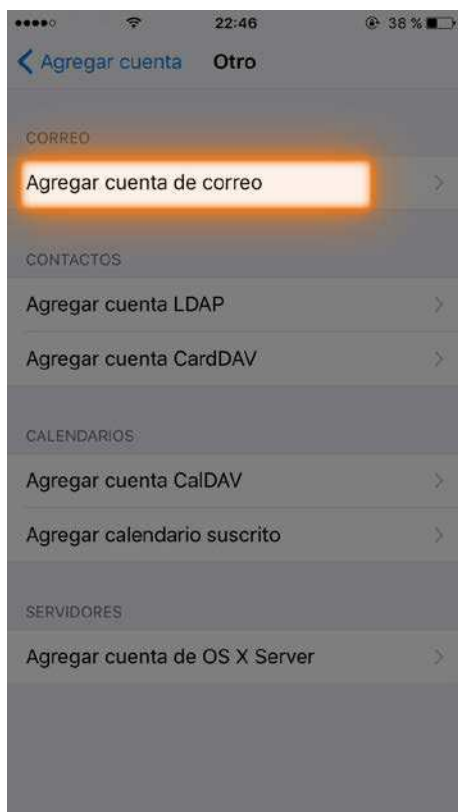 22:46 38 %
Agregar cuenta Otro
CORREO
Agregar cuenta de correo
CONTACTOS
Agregar cuenta LDAP
Agregar cuenta CardDAV
CALENDARIOS
Agregar cuenta CalDAV
Agregar calendario suscrito
SERVIDORES
Agregar cuenta de OS X Server